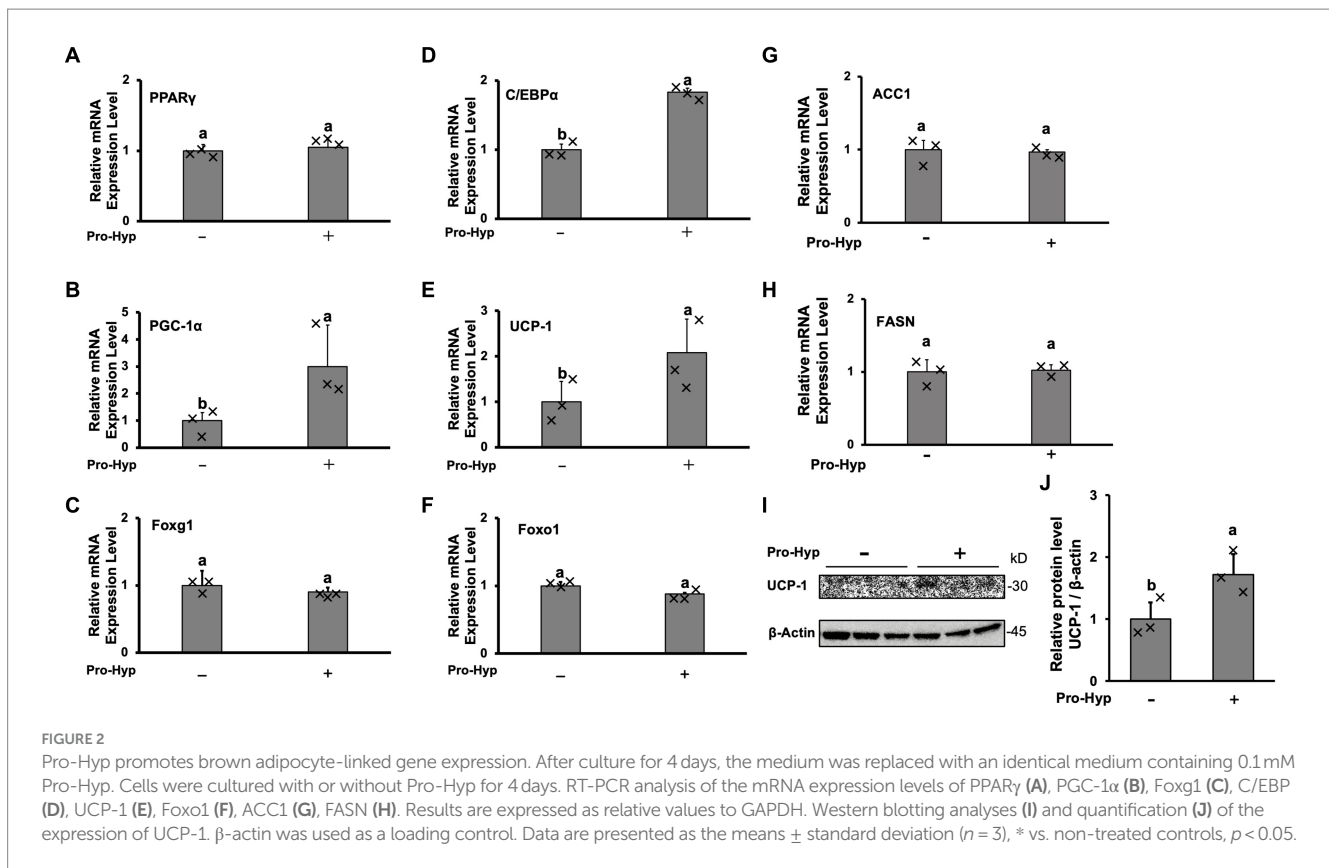 A
PPARγ
Relative mRNA
Expression Level
2
1
0
a
a
Pro-Hyp
−
+
B
PGC-1α
Relative mRNA
Expression Level
5
4
3
2
1
0
b
a
Pro-Hyp
−
+
C
Foxg1
Relative mRNA
Expression Level
2
1
0
a
a
Pro-Hyp
−
+
D
C/EBPα
Relative mRNA
Expression Level
2
1
0
b
a
Pro-Hyp
−
+
E
UCP-1
Relative mRNA
Expression Level
3
2
1
0
b
a
Pro-Hyp
−
+
F
Foxo1
Relative mRNA
Expression Level
2
1
0
a
a
Pro-Hyp
−
+
G
ACC1
Relative mRNA
Expression Level
2
1
0
a
a
Pro-Hyp
-
+
H
FASN
Relative mRNA
Expression Level
2
1
0
a
a
Pro-Hyp
−
+
I
Pro-Hyp − + kD
UCP-1 -30
β-Actin -45
J
Relative protein level
UCP-1 / β-actin
3
2
1
0
b
a
Pro-Hyp
-
+
FIGURE 2
Pro-Hyp promotes brown adipocyte-linked gene expression. After culture for 4 days, the medium was replaced with an identical medium containing 0.1 mM
Pro-Hyp. Cells were cultured with or without Pro-Hyp for 4 days. RT-PCR analysis of the mRNA expression levels of PPARγ (A), PGC-1α (B), Foxg1 (C), C/EBP
(D), UCP-1 (E), Foxo1 (F), ACC1 (G), FASN (H). Results are expressed as relative values to GAPDH. Western blotting analyses (I) and quantification (J) of the
expression of UCP-1. β-actin was used as a loading control. Data are presented as the means ± standard deviation (n = 3), * vs. non-treated controls, p < 0.05.